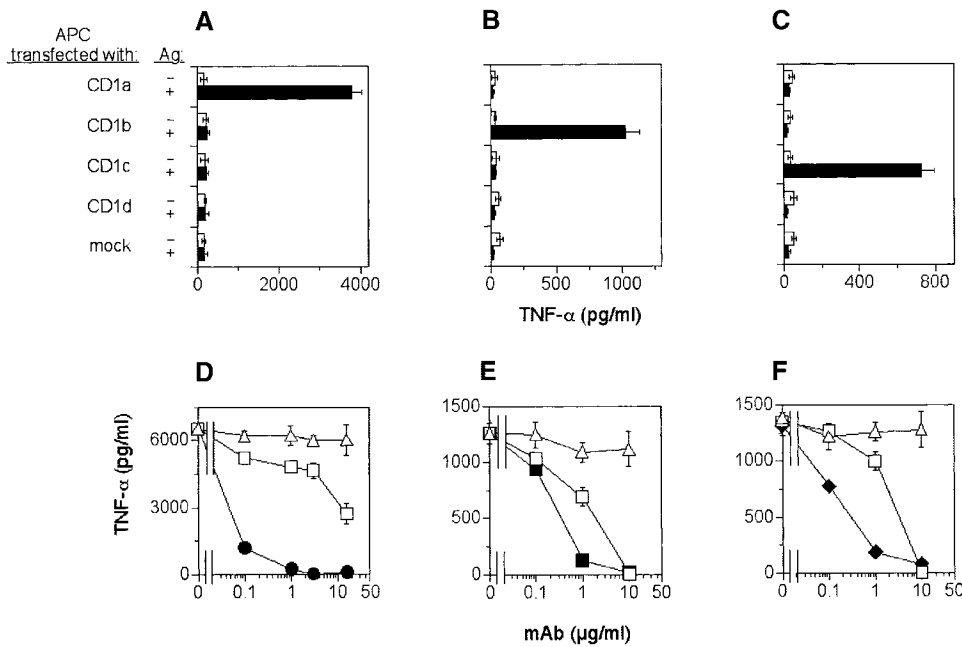 A
B
C
APC
transfected with: Ag:
CD1a
−
+
CD1b
−
+
CD1c
−
+
CD1d
−
+
mock
−
+
0 2000 4000
0 500 1000
0 400 800
TNF-α (pg/ml)
D
E
F
6000
3000
0
TNF-α (pg/ml)
0 0.1 1 10 50
1500
1000
500
0
0 0.1 1 10 50
1500
1000
500
0
0 0.1 1 10 50
mAb (μg/ml)